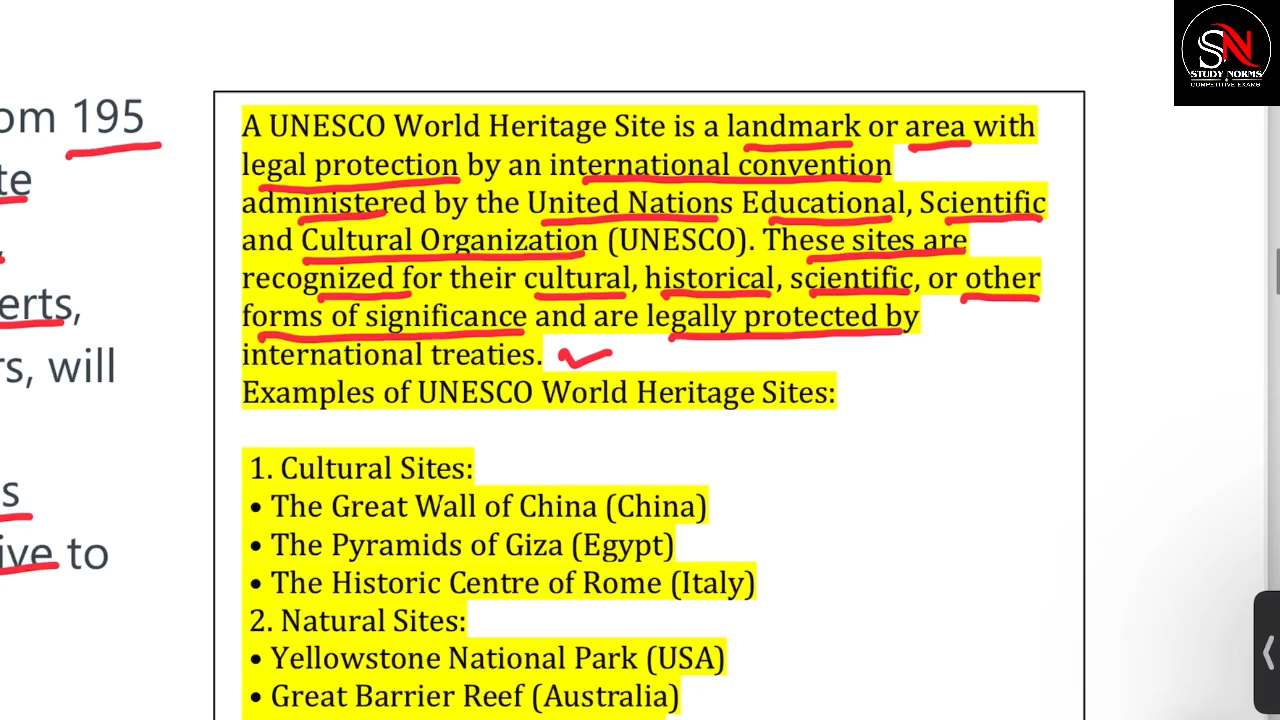 SN
STUDY NORMS
COMPETITIVE EXAMS
om 195
te
erts,
rs, will
s
ive to
A UNESCO World Heritage Site is a landmark or area with
legal protection by an international convention
administered by the United Nations Educational, Scientific
and Cultural Organization (UNESCO). These sites are
recognized for their cultural, historical, scientific, or other
forms of significance and are legally protected by
international treaties.
Examples of UNESCO World Heritage Sites:
1. Cultural Sites:
• The Great Wall of China (China)
• The Pyramids of Giza (Egypt)
• The Historic Centre of Rome (Italy)
2. Natural Sites:
• Yellowstone National Park (USA)
• Great Barrier Reef (Australia)